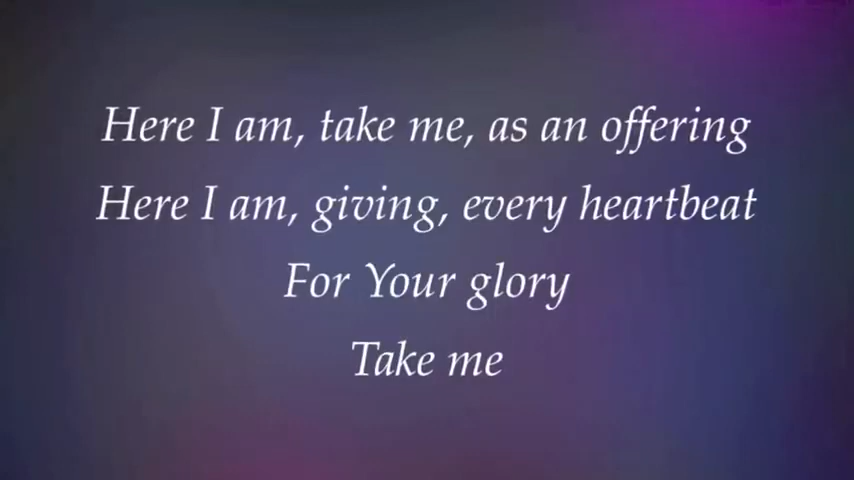 Here I am, take me, as an offering
Here I am, giving, every heartbeat
For Your glory
Take me